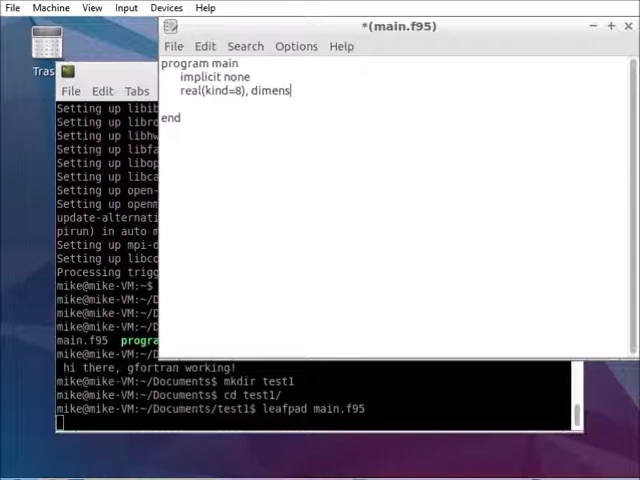 File Machine View Input Devices Help
*(main.f95)
File Edit Search Options Help
program main
implicit none
real(kind=8), dimens
end
Tras
File Edit Tabs
Setting up libib
Setting up libro
Setting up libhw
Setting up libfa
Setting up libop
Setting up libca
Setting up open-
Setting up openm
update-alternati
pirun) in auto m
Setting up mpi-d
Setting up libco
Processing trigg
mike@mike-VM:~$
mike@mike-VM:~/D
mike@mike-VM:~/D
mike@mike-VM:~/D
main.f95 progra
mike@mike-VM:~/D
hi there, gfortran working!
mike@mike-VM:~/Documents$ mkdir test1
mike@mike-VM:~/Documents$ cd test1/
mike@mike-VM:~/Documents/test1$ leafpad main.f95